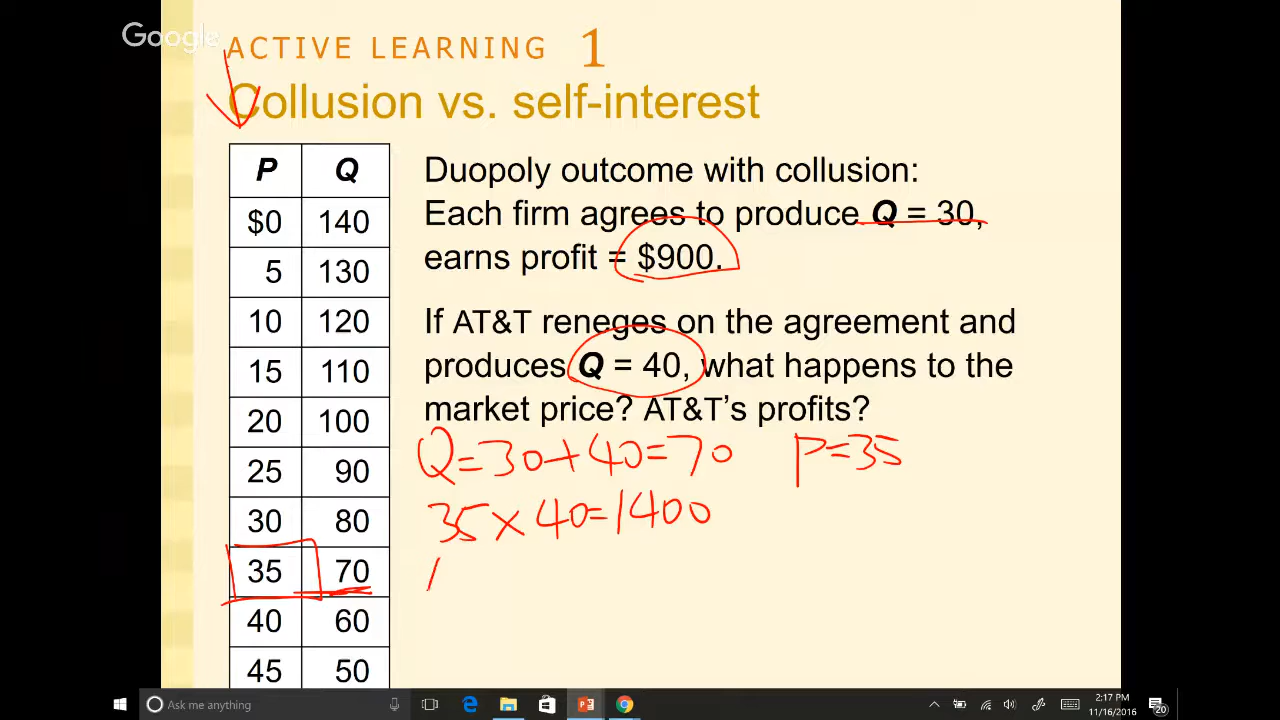 Google
ACTIVE LEARNING 1
Collusion vs. self-interest
P Q
$0 140
5 130
10 120
15 110
20 100
25 90
30 80
35 70
40 60
45 50
Duopoly outcome with collusion:
Each firm agrees to produce Q = 30,
earns profit = $900.
If AT&T reneges on the agreement and
produces Q = 40, what happens to the
market price? AT&T's profits?
Q=30+40=70 P=35
35×40=1400
Ask me anything
2:17 PM
11/16/2016
20